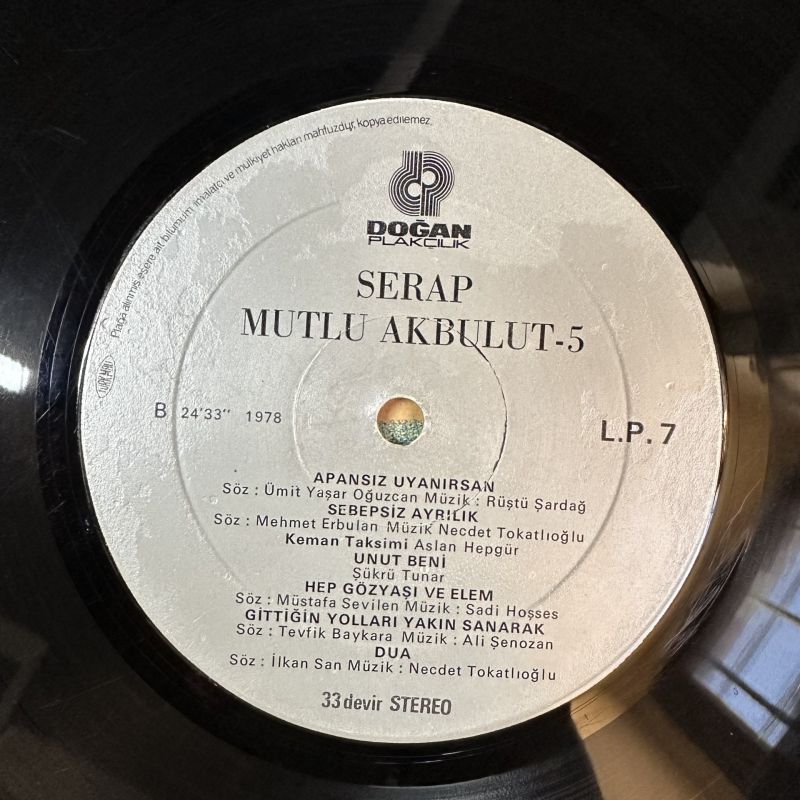 Plağa alınmış esere ait bilumum imalatçı ve mülkiyet hakları mahfuzdur, kopya edilemez.
DOĞAN
PLAKÇILIK
SERAP
MUTLU AKBULUT-5
B 24'33'' 1978
L.P. 7
APANSIZ UYANIRSAN
Söz : Ümit Yaşar Oğuzcan Müzik : Rüştü Şardağ
SEBEPSİZ AYRILIK
Söz : Mehmet Erbulan Müzik Necdet Tokatlıoğlu
Keman Taksimi Aslan Hepgür
UNUT BENİ
Şükrü Tunar
HEP GÖZYAŞI VE ELEM
Söz : Müstafa Sevilen Müzik : Sadi Hoşses
GİTTİĞİN YOLLARI YAKIN SANARAK
Söz : Tevfik Baykara Müzik : Ali Şenozan
DUA
Söz : İlkan San Müzik : Necdet Tokatlıoğlu
33 devir STEREO